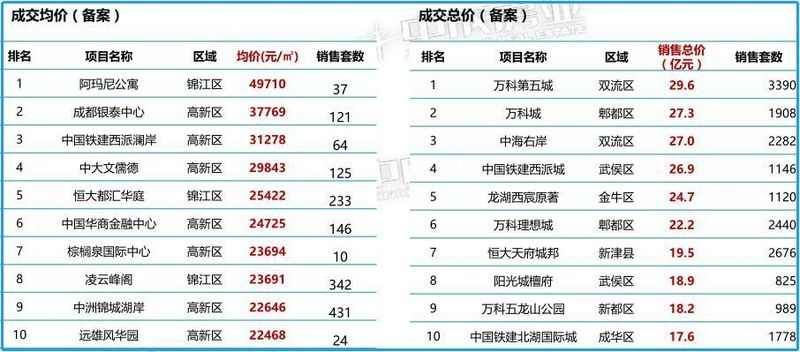 成交均价（备案）
排名 项目名称 区域 均价(元/㎡) 销售套数
1 阿玛尼公寓 锦江区 49710 37
2 成都银泰中心 高新区 37769 121
3 中国铁建西派澜岸 高新区 31278 64
4 中大文儒德 高新区 29843 125
5 恒大都汇华庭 锦江区 25422 233
6 中国华商金融中心 高新区 24725 146
7 棕榈泉国际中心 高新区 23694 10
8 凌云峰阁 锦江区 23691 342
9 中洲锦城湖岸 高新区 22646 431
10 远雄风华园 高新区 22468 24
成交总价（备案）
排名 项目名称 区域 销售总价（亿元） 销售套数
1 万科第五城 双流区 29.6 3390
2 万科城 郫都区 27.3 1908
3 中海右岸 双流区 27.0 2282
4 中国铁建西派城 武侯区 26.9 1146
5 龙湖西宸原著 金牛区 24.7 1120
6 万科理想城 郫都区 22.2 2440
7 恒大天府城邦 新津县 19.5 2676
8 阳光城檀府 武侯区 18.9 825
9 万科五龙山公园 新都区 18.2 989
10 中国铁建北湖国际城 成华区 17.6 1778